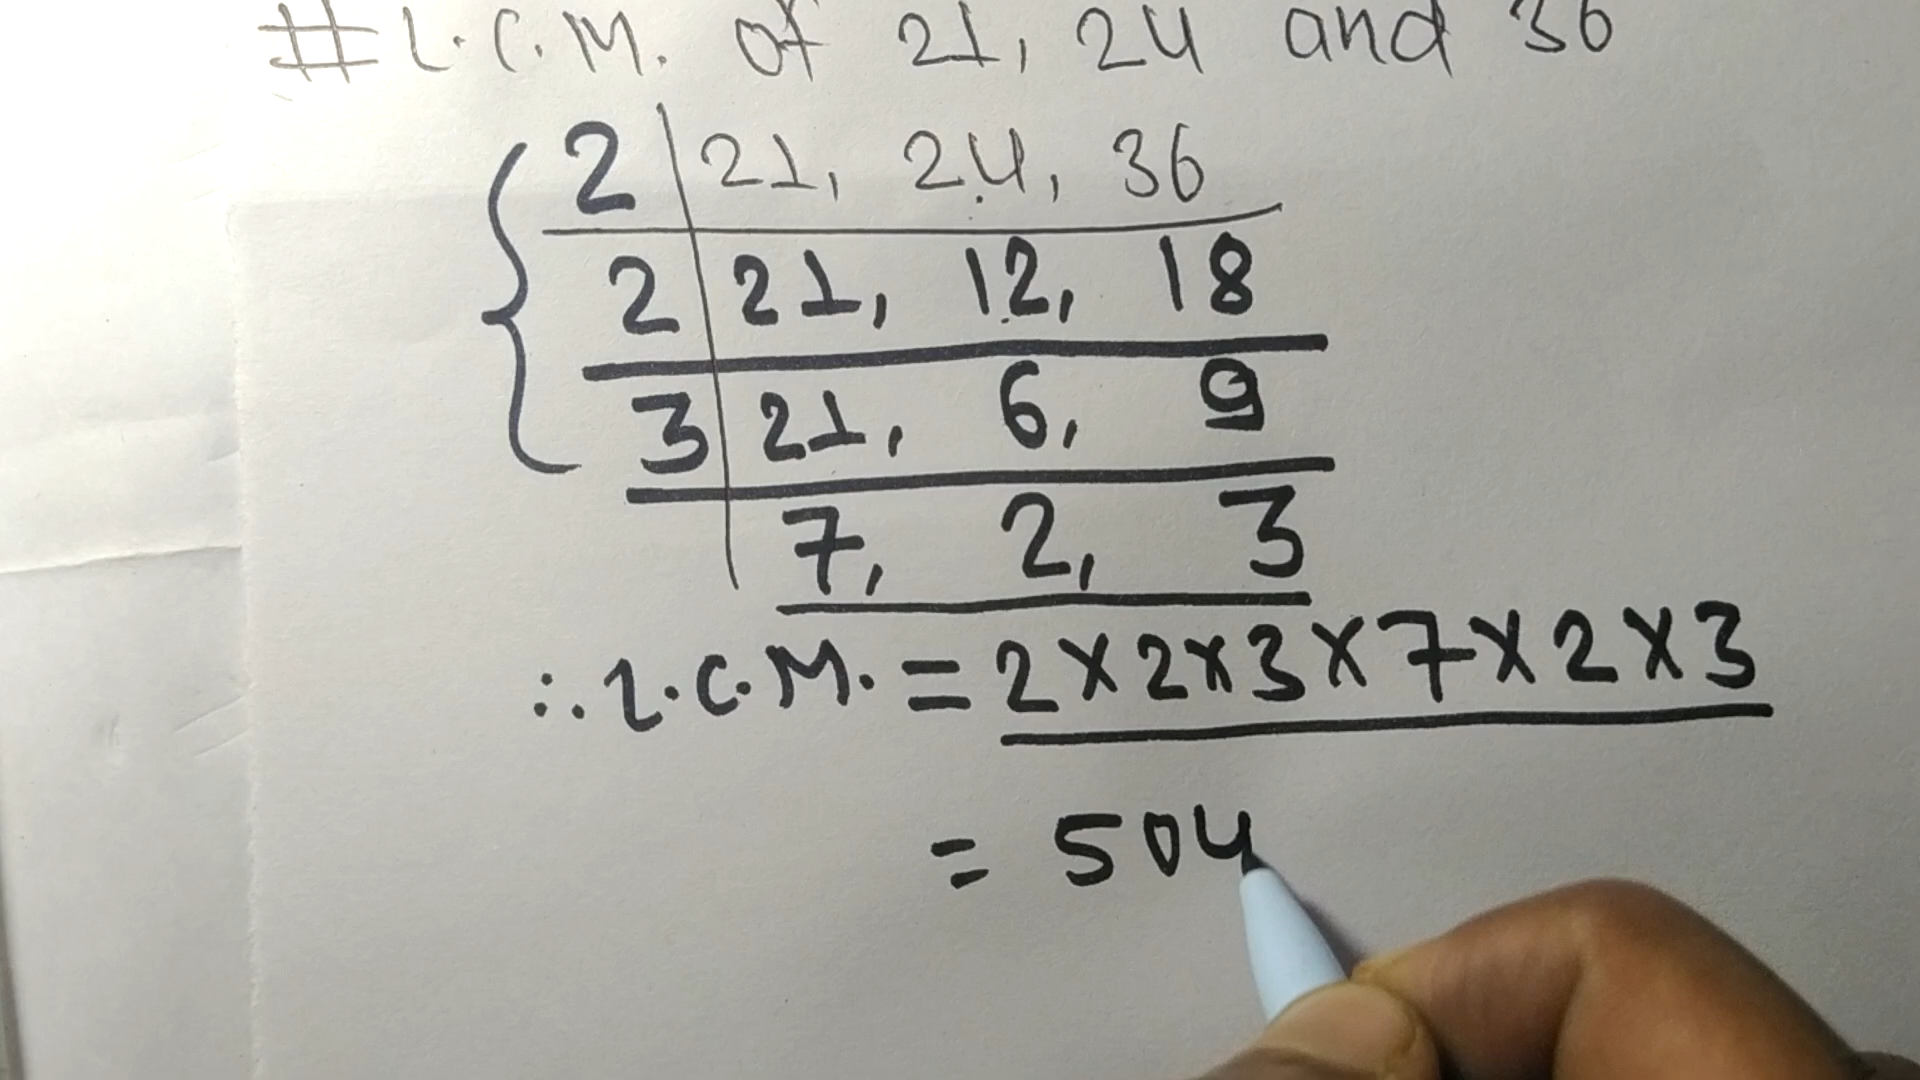 # L.C.M. of 21, 24 and 36
2 | 21, 24, 36
2 | 21, 12, 18
3 | 21, 6, 9
7, 2, 3
∴ L.C.M. = 2×2×3×7×2×3
= 504